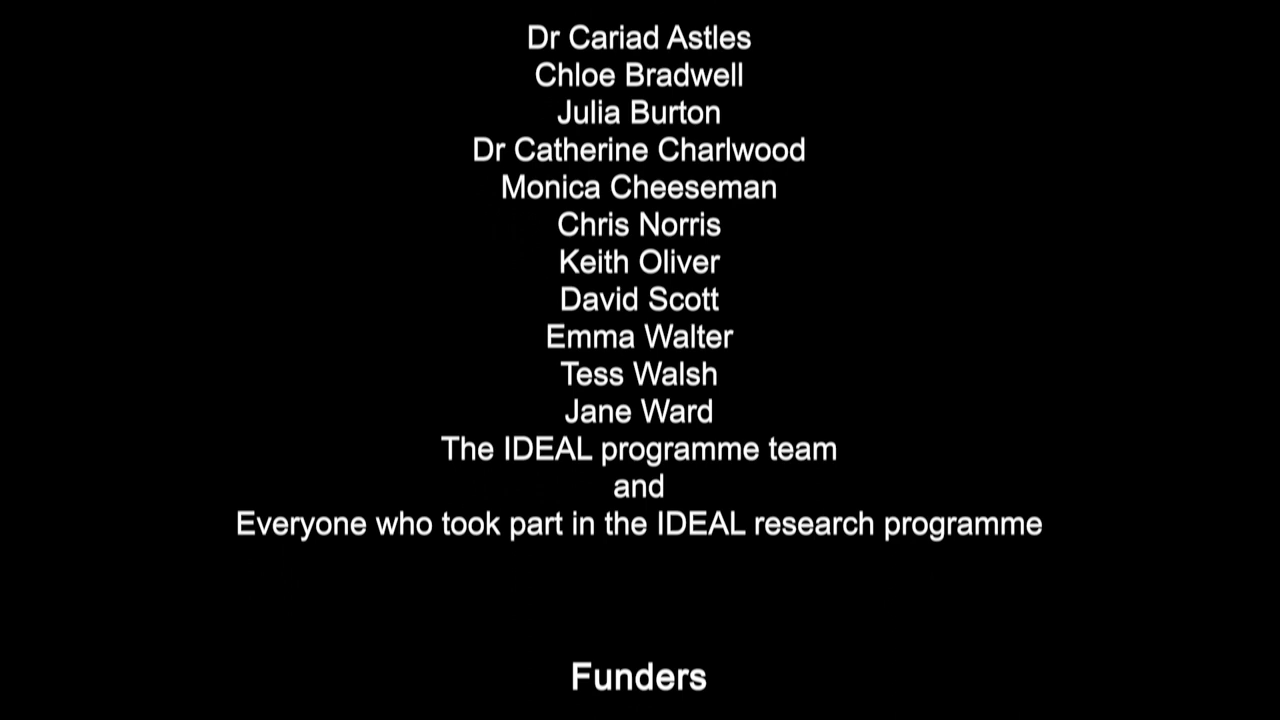 Dr Cariad Astles
Chloe Bradwell
Julia Burton
Dr Catherine Charlwood
Monica Cheeseman
Chris Norris
Keith Oliver
David Scott
Emma Walter
Tess Walsh
Jane Ward
The IDEAL programme team
and
Everyone who took part in the IDEAL research programme
Funders